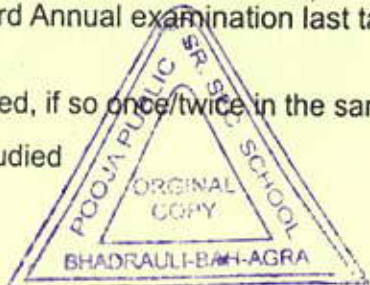 rd Annual examination last ta
ed, if so once/twice in the sar
udied
POOJA PUBLIC SR. SEC. SCHOOL
ORGINAL
COPY
BHADRAULI-BAH-AGRA